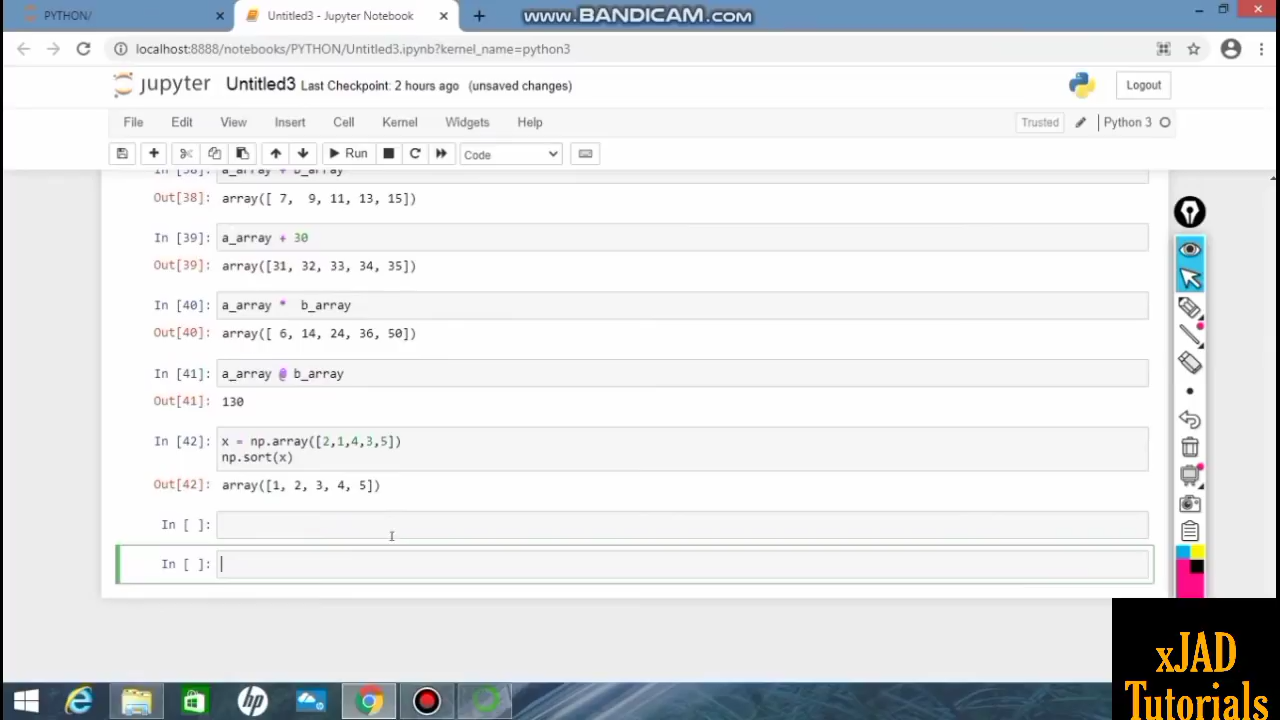 PYTHON/
Untitled3 - Jupyter Notebook
www.BANDICAM.com
localhost:8888/notebooks/PYTHON/Untitled3.ipynb?kernel_name=python3
jupyter Untitled3 Last Checkpoint: 2 hours ago (unsaved changes)
Logout
File Edit View Insert Cell Kernel Widgets Help
Trusted
Python 3
Run
Code
In [38]: a_array + b_array
Out[38]: array([ 7,  9, 11, 13, 15])
In [39]: a_array + 30
Out[39]: array([31, 32, 33, 34, 35])
In [40]: a_array *  b_array
Out[40]: array([ 6, 14, 24, 36, 50])
In [41]: a_array @ b_array
Out[41]: 130
In [42]: x = np.array([2,1,4,3,5])
np.sort(x)
Out[42]: array([1, 2, 3, 4, 5])
In [ ]:
In [ ]:
hp
xJAD
Tutorials